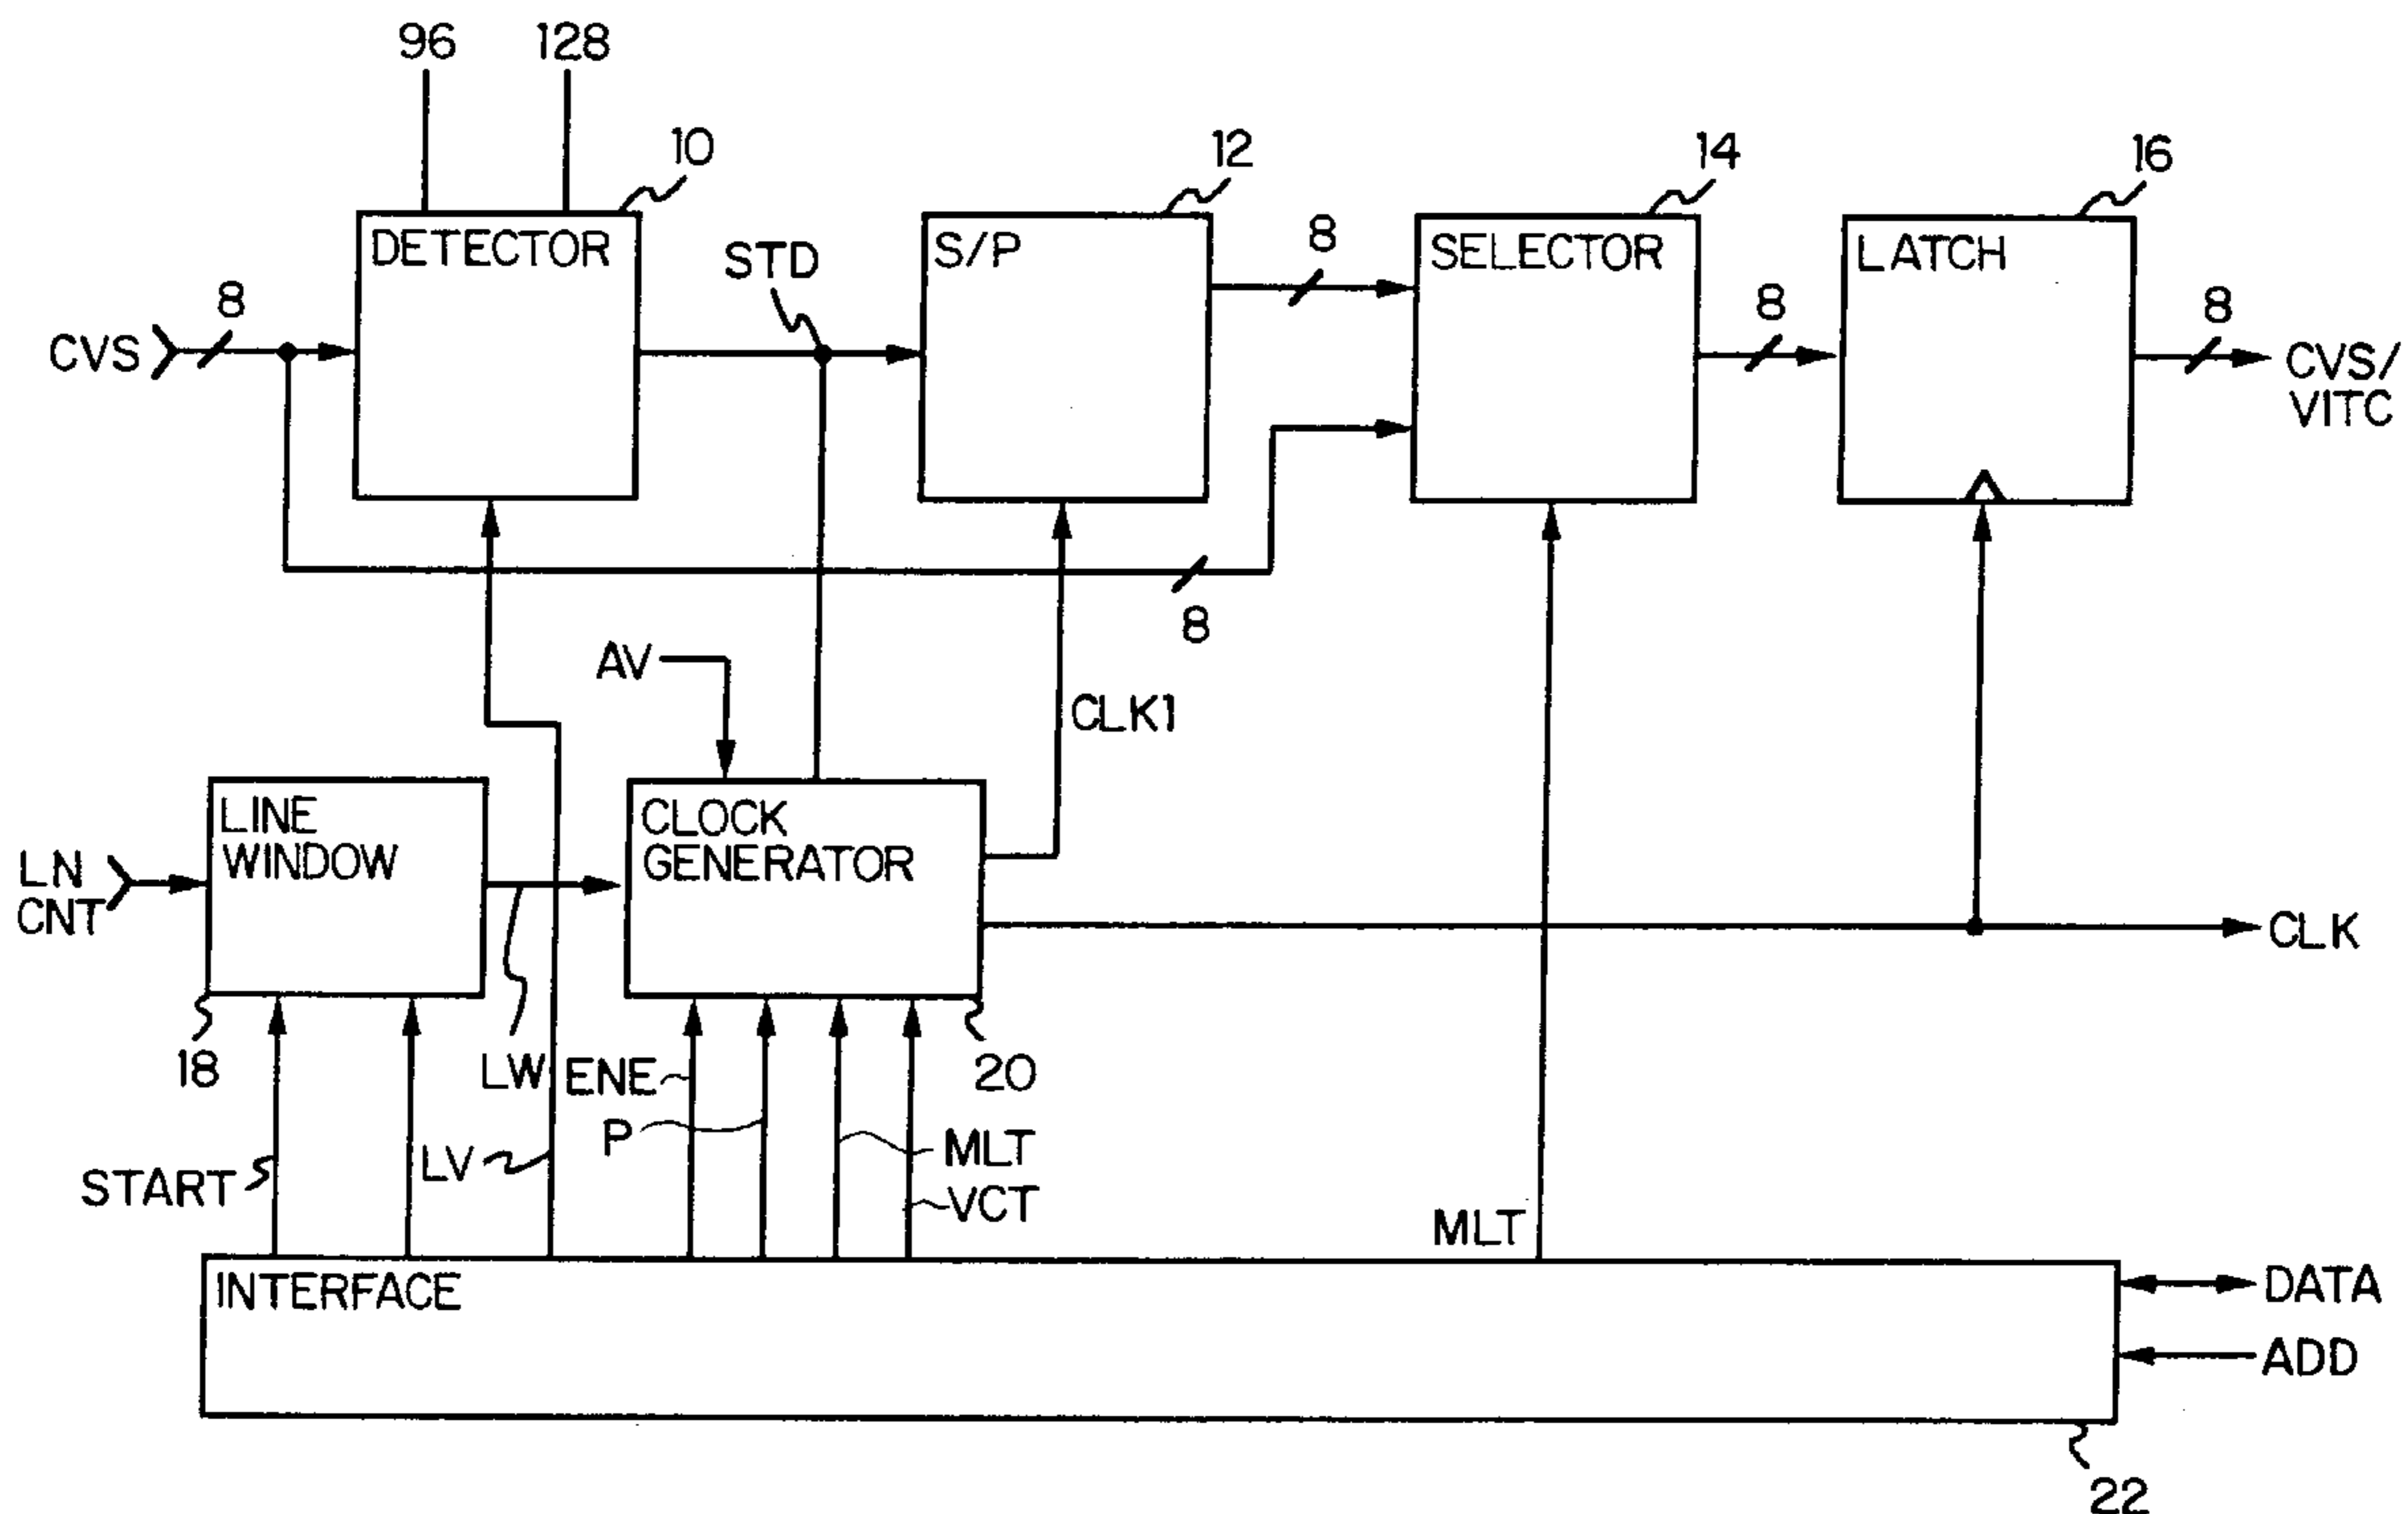 96
128
10
12
14
16
DETECTOR
STD
S/P
8
SELECTOR
8
LATCH
8
8
CVS
CVS/
VITC
8
AV
CLK1
LINE
WINDOW
CLOCK
GENERATOR
LN
CNT
CLK
18
LW
ENE
20
P
MLT
START
LV
VCT
MLT
INTERFACE
DATA
ADD
22